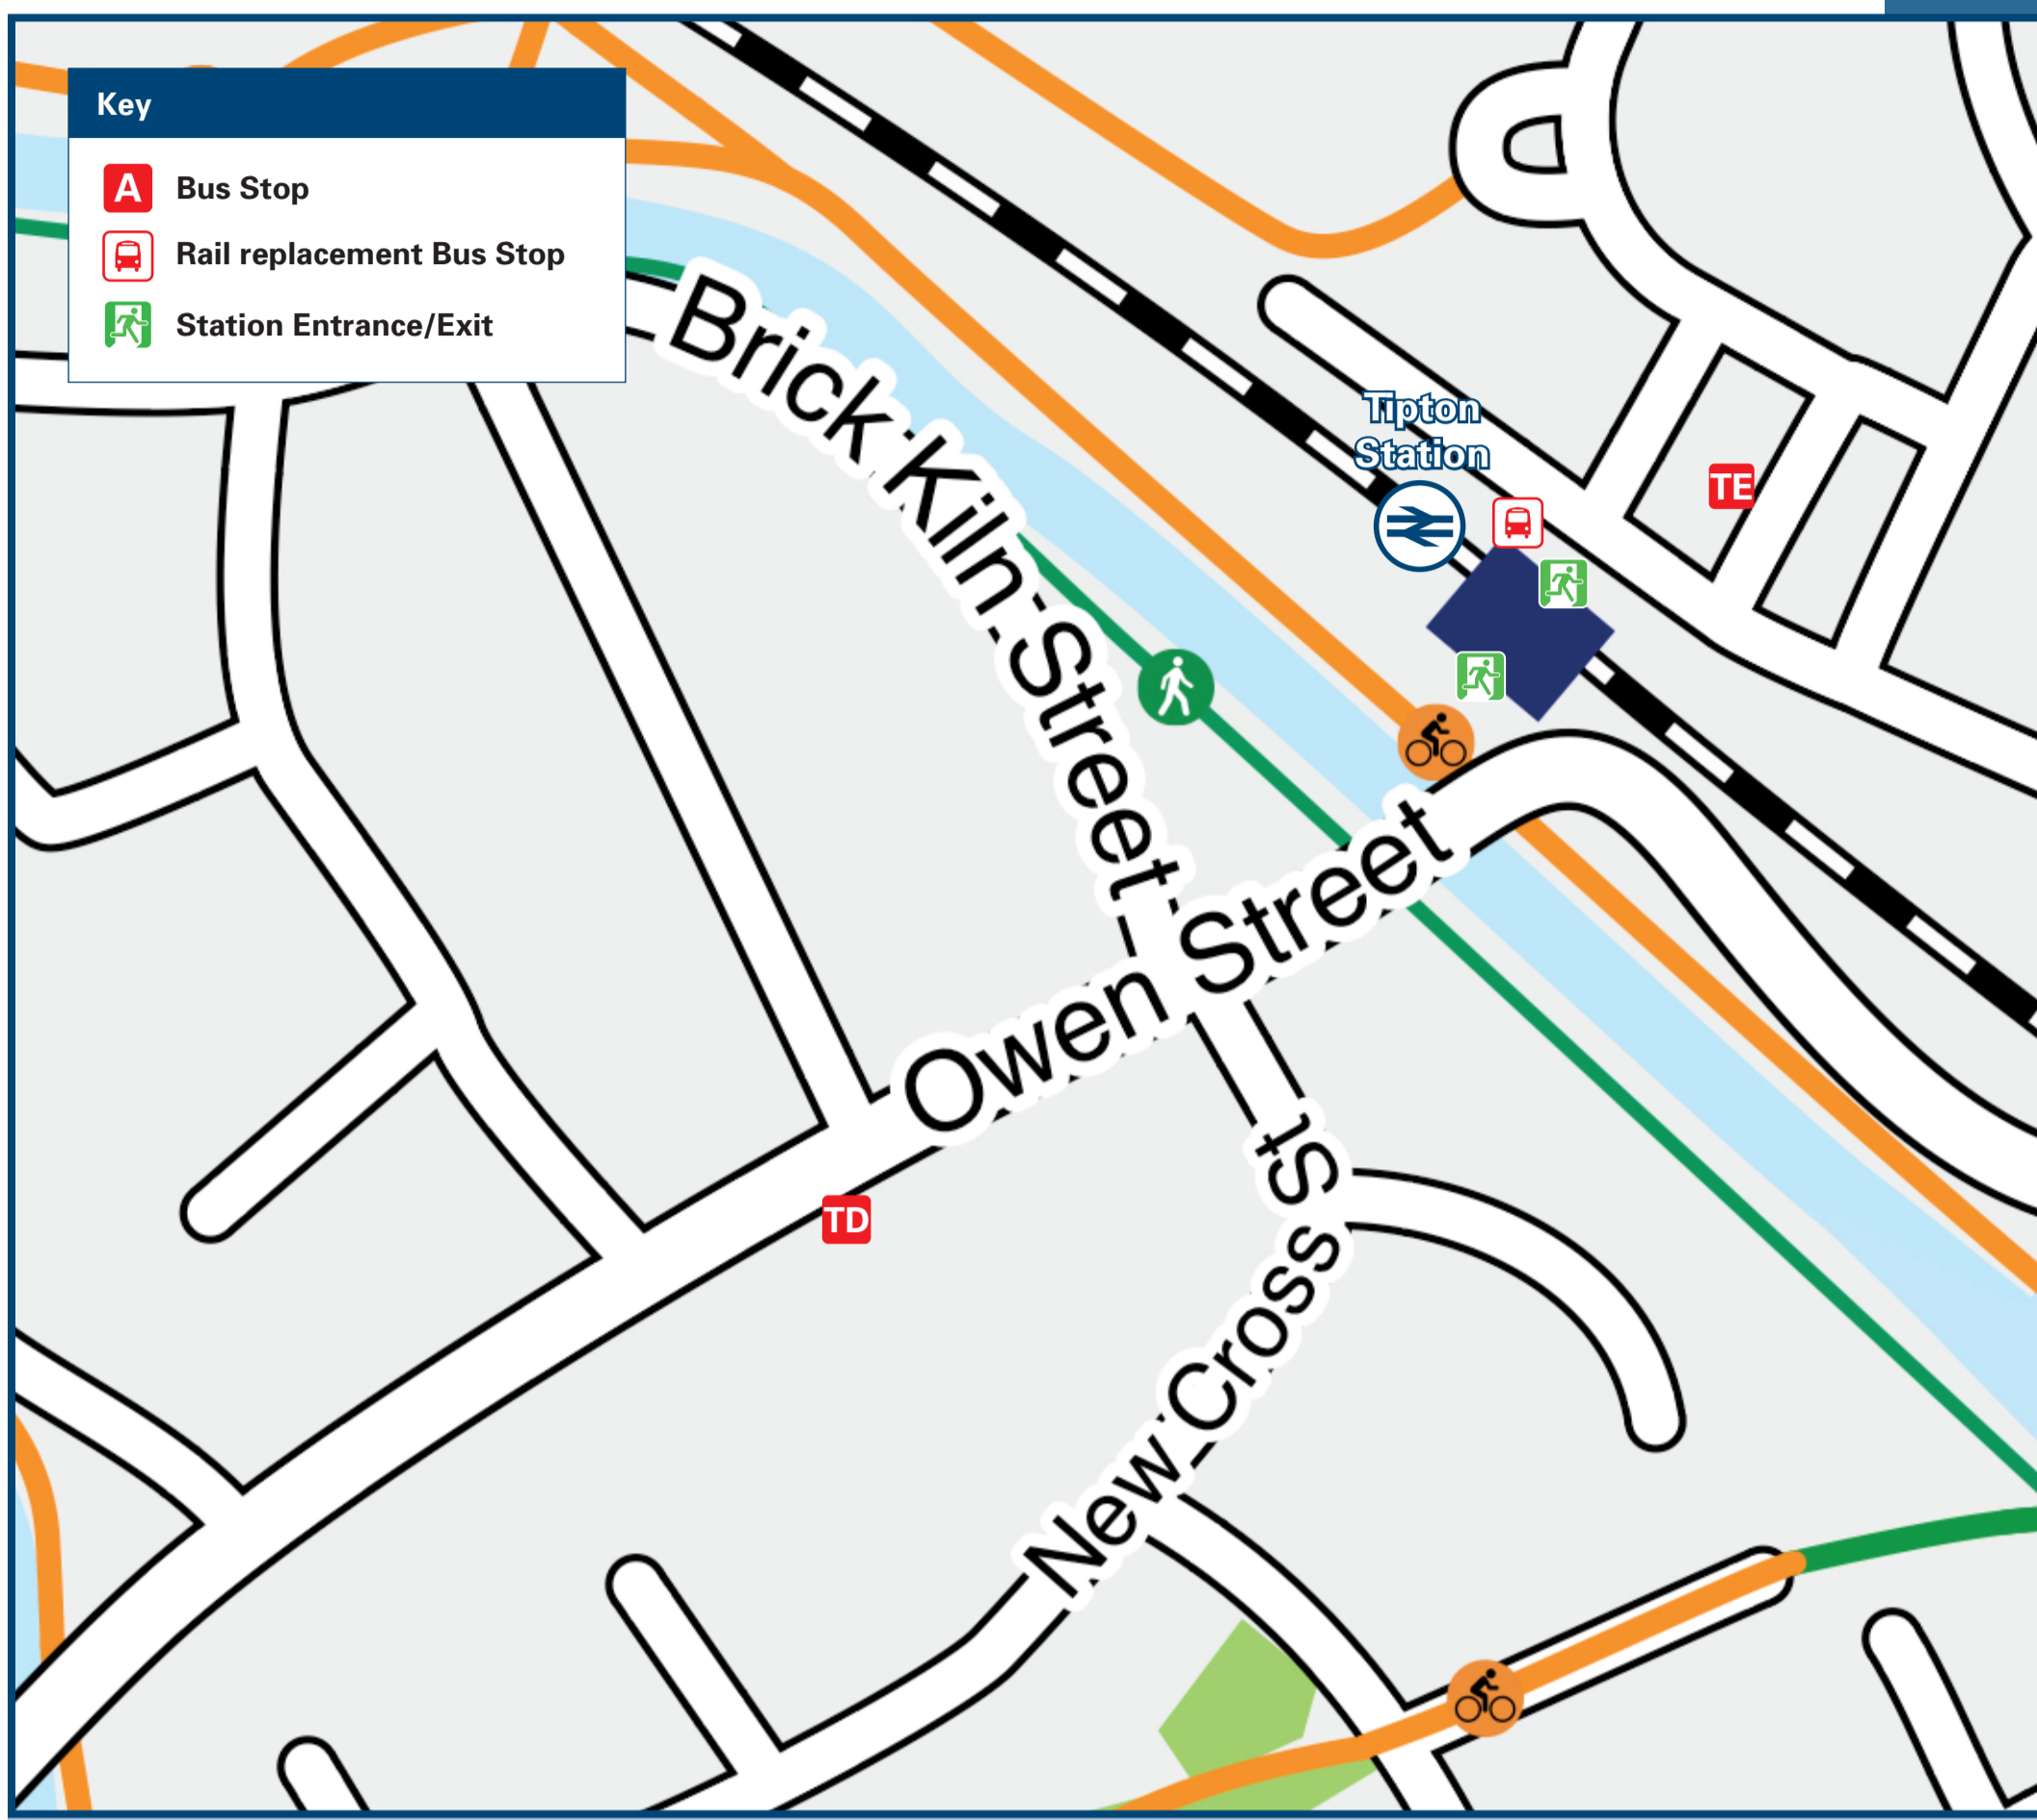 Key
A Bus Stop
Rail replacement Bus Stop
Station Entrance/Exit
Brick Kiln Street
Tipton
Station
TE
Owen Street
TD
New Cross St